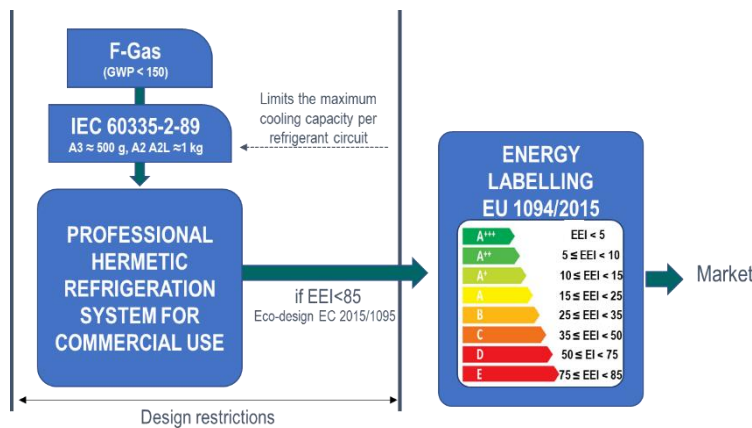 F-Gas
(GWP < 150)
IEC 60335-2-89
A3 ≈ 500 g, A2 A2L ≈1 kg
Limits the maximum
cooling capacity per
refrigerant circuit
PROFESSIONAL
HERMETIC
REFRIGERATION
SYSTEM FOR
COMMERCIAL USE
if EEI<85
Eco-design EC 2015/1095
Design restrictions
ENERGY
LABELLING
EU 1094/2015
A+++ EEI < 5
A++ 5 ≤ EEI < 10
A+ 10 ≤ EEI < 15
A 15 ≤ EEI < 25
B 25 ≤ EEI < 35
C 35 ≤ EEI < 50
D 50 ≤ EI < 75
E 75 ≤ EEI < 85
Market